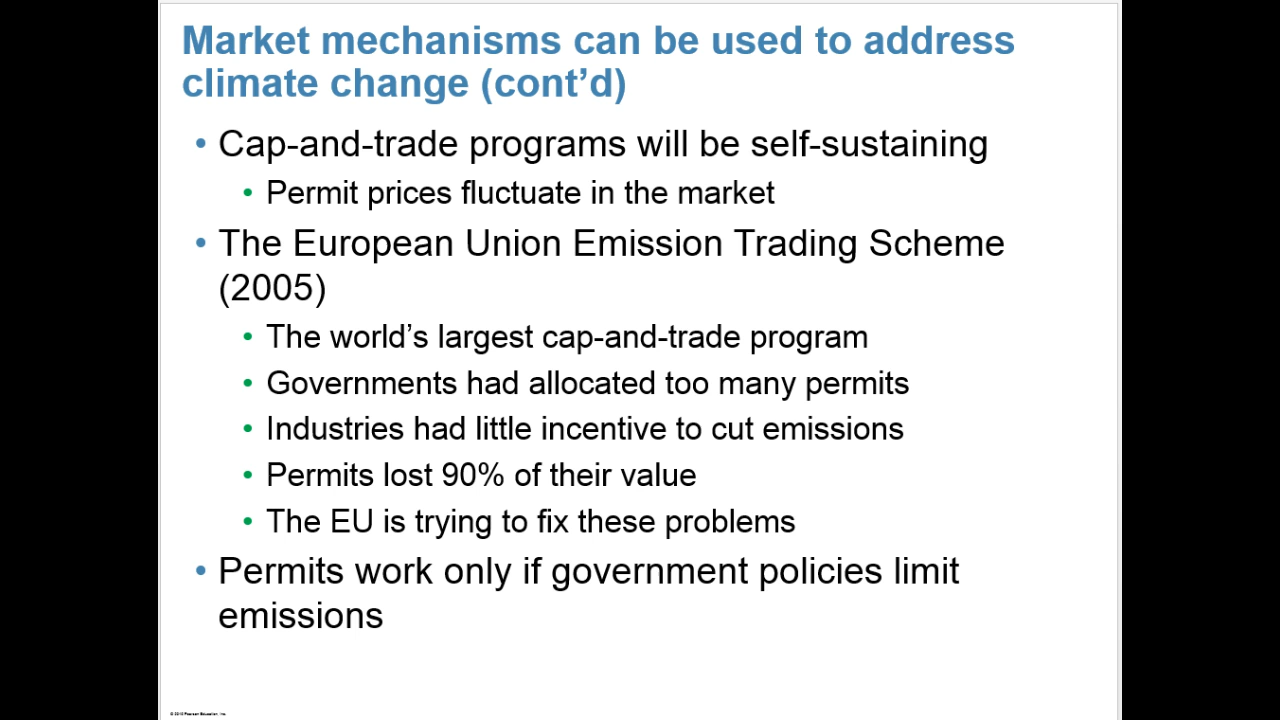 Market mechanisms can be used to address
climate change (cont’d)
• Cap-and-trade programs will be self-sustaining
• Permit prices fluctuate in the market
• The European Union Emission Trading Scheme
(2005)
• The world’s largest cap-and-trade program
• Governments had allocated too many permits
• Industries had little incentive to cut emissions
• Permits lost 90% of their value
• The EU is trying to fix these problems
• Permits work only if government policies limit
emissions
Pearson Education, Inc.